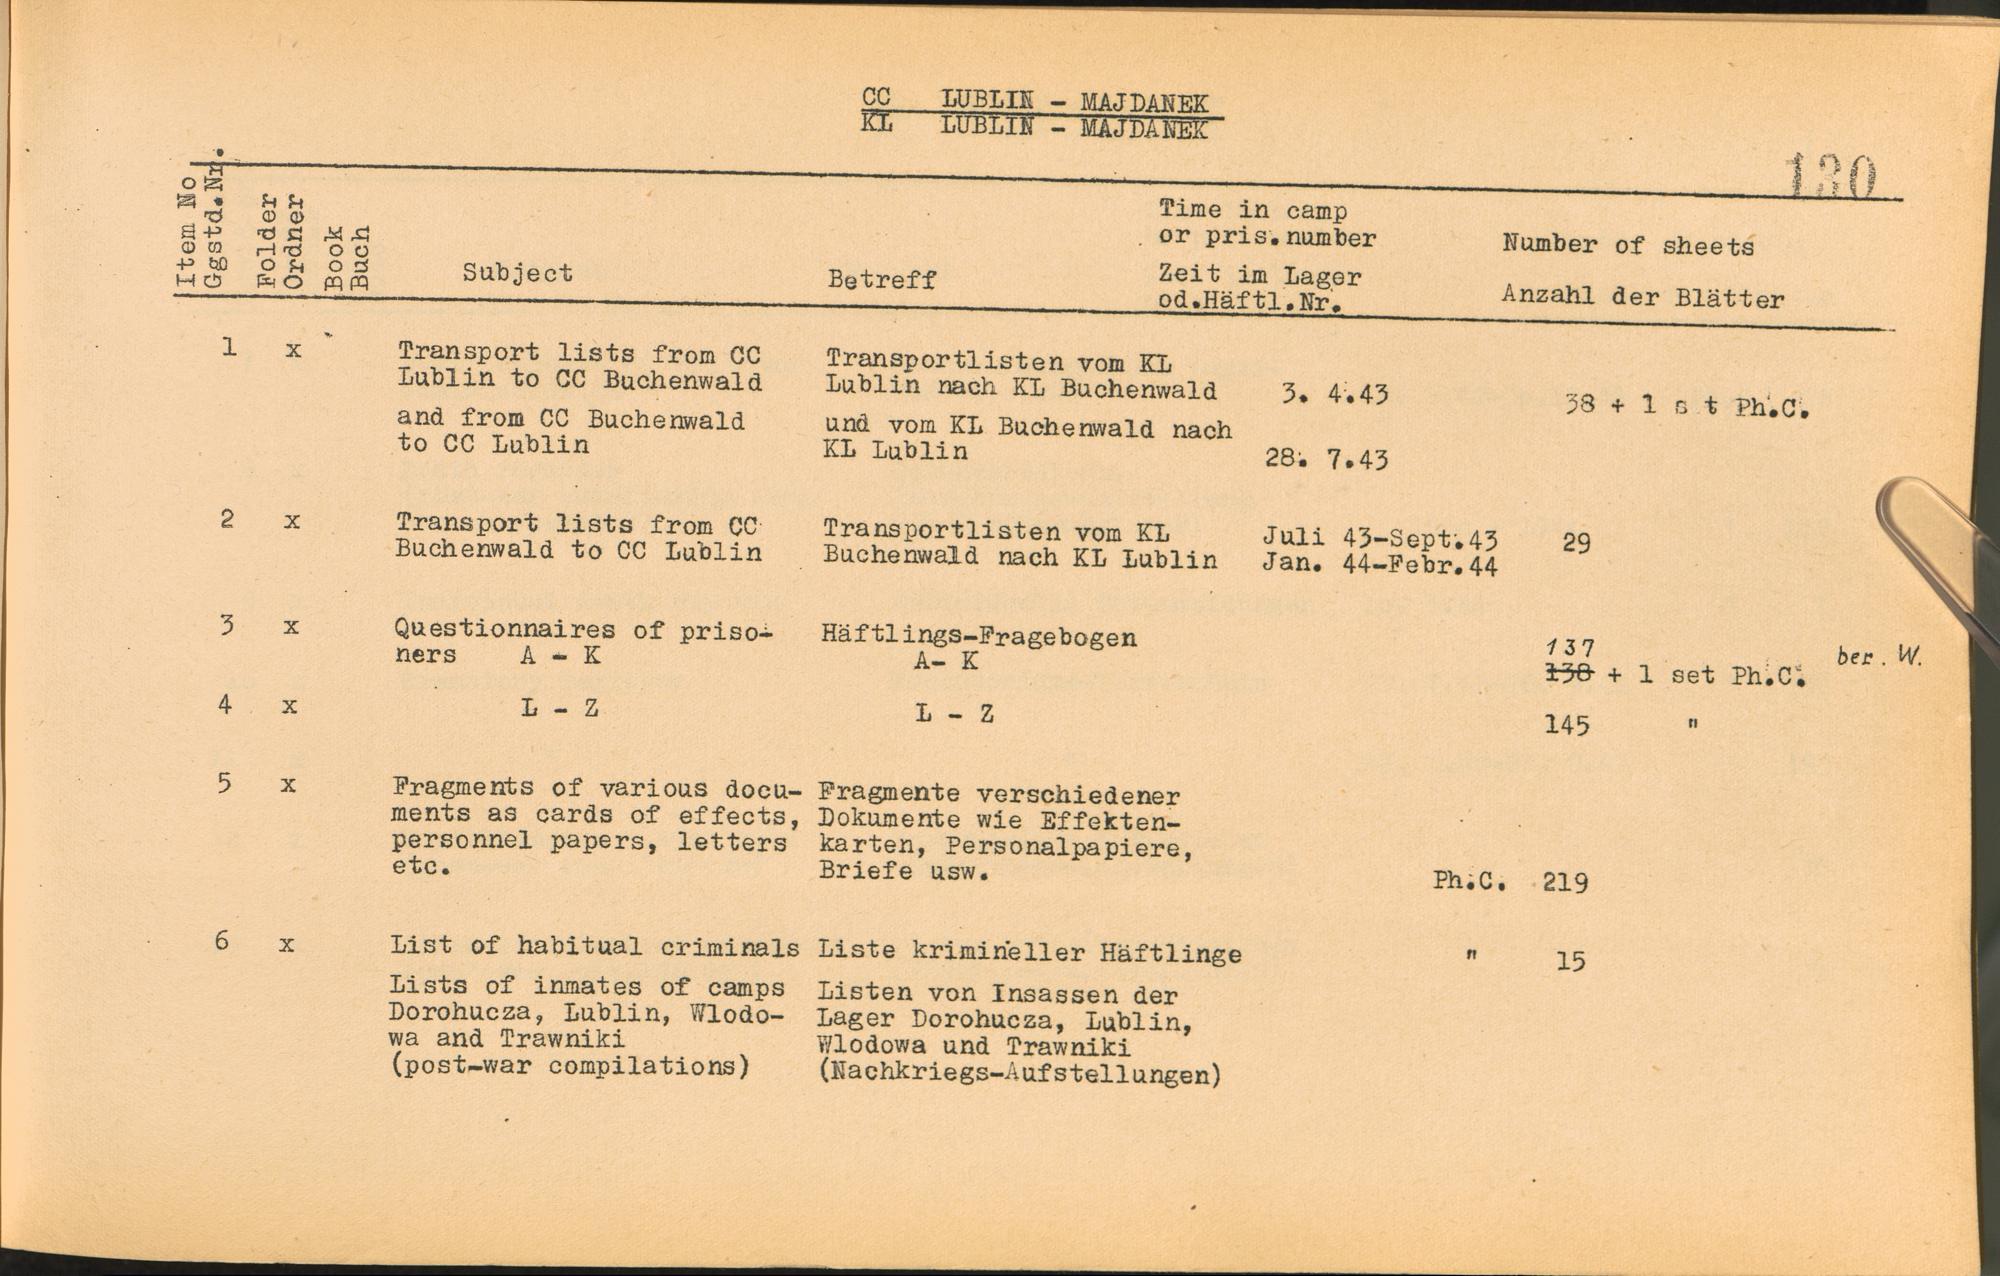 CC LUBLIN - MAJDANEK
KL LUBLIN - MAJDANEK
130
Item No
Ggstd.Nr.
Folder
Ordner
Book
Buch
Subject
Betreff
Time in camp
or pris.number
Zeit im Lager
od.Häftl.Nr.
Number of sheets
Anzahl der Blätter
1 x
Transport lists from CC
Lublin to CC Buchenwald
and from CC Buchenwald
to CC Lublin
Transportlisten vom KL
Lublin nach KL Buchenwald
und vom KL Buchenwald nach
KL Lublin
3. 4.43
28. 7.43
38 + 1 s t Ph.C.
2 x
Transport lists from CC
Buchenwald to CC Lublin
Transportlisten vom KL
Buchenwald nach KL Lublin
Juli 43-Sept.43
Jan. 44-Febr.44
29
3 x
Questionnaires of priso-
ners A - K
Häftlings-Fragebogen
A- K
137
138 + 1 set Ph.C.
ber. W.
4 x
L - Z
L - Z
145 "
5 x
Fragments of various docu-
ments as cards of effects,
personnel papers, letters
etc.
Fragmente verschiedener
Dokumente wie Effekten-
karten, Personalpapiere,
Briefe usw.
Ph.C. 219
6 x
List of habitual criminals
Liste krimineller Häftlinge
" 15
Lists of inmates of camps
Dorohucza, Lublin, Wlodo-
wa and Trawniki
(post-war compilations)
Listen von Insassen der
Lager Dorohucza, Lublin,
Wlodowa und Trawniki
(Nachkriegs-Aufstellungen)